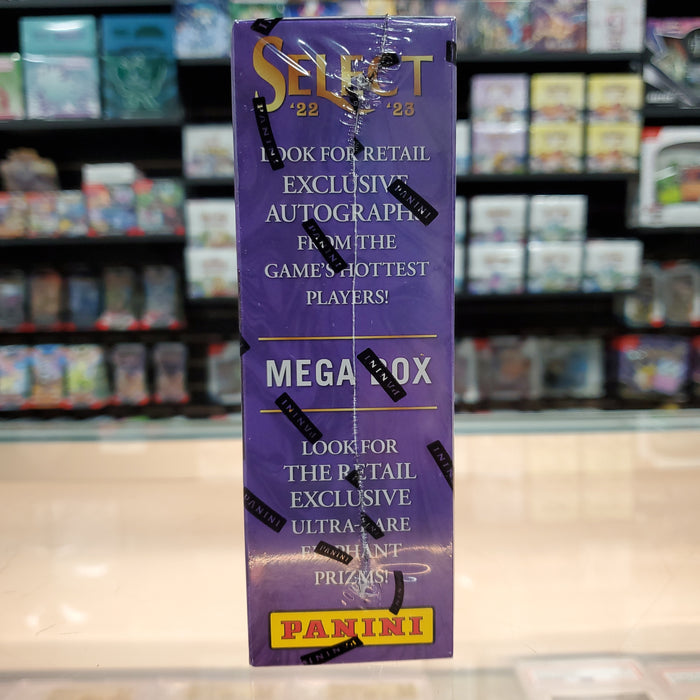 SELECT
'22 '23
LOOK FOR RETAIL
EXCLUSIVE
AUTOGRAPHS
FROM THE
GAME'S HOTTEST
PLAYERS!
MEGA BOX
LOOK FOR
THE RETAIL
EXCLUSIVE
ULTRA-RARE
ELEPHANT
PRIZMS!
PANINI